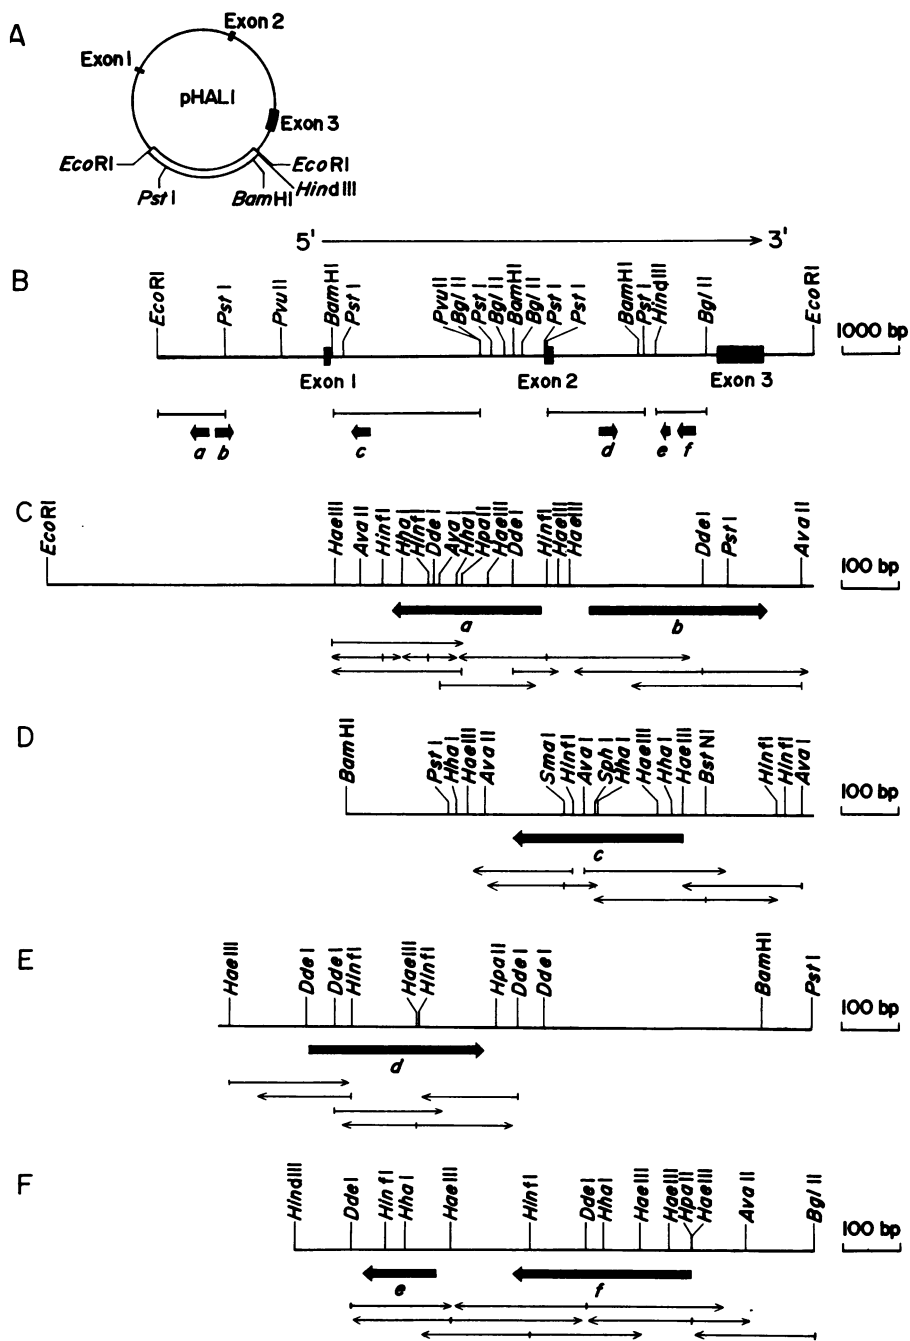 A
Exon 2
Exon 1
pHAL1
Exon 3
EcoRI
EcoRI
PstI
BamHI
HindIII
5' 3'
B
EcoRI PstI PvuII BamHI PstI PvuII BglII PstI BglII BamHI BglII PstI PstI BamHI PstI HindIII BglII EcoRI
1000 bp
Exon 1 Exon 2 Exon 3
a b c d e f
C
EcoRI HaeIII AvaII HinfI HhaI HinfI DdeI AvaI HhaI HpaII HaeIII DdeI HinfI HaeIII HaeIII DdeI PstI AvaII
100 bp
a b
D
BamHI PstI HhaI HaeIII AvaII SmaI HinfI AvaI SphI HhaI HaeIII HhaI HaeIII BstNI HinfI HinfI AvaI
100 bp
c
E
HaeIII DdeI DdeI HinfI HaeIII HinfI HpaII DdeI DdeI BamHI PstI
100 bp
d
F
HindIII DdeI HinfI HhaI HaeIII HinfI DdeI HhaI HaeIII HaeIII HpaII HaeIII AvaII BglII
100 bp
e f